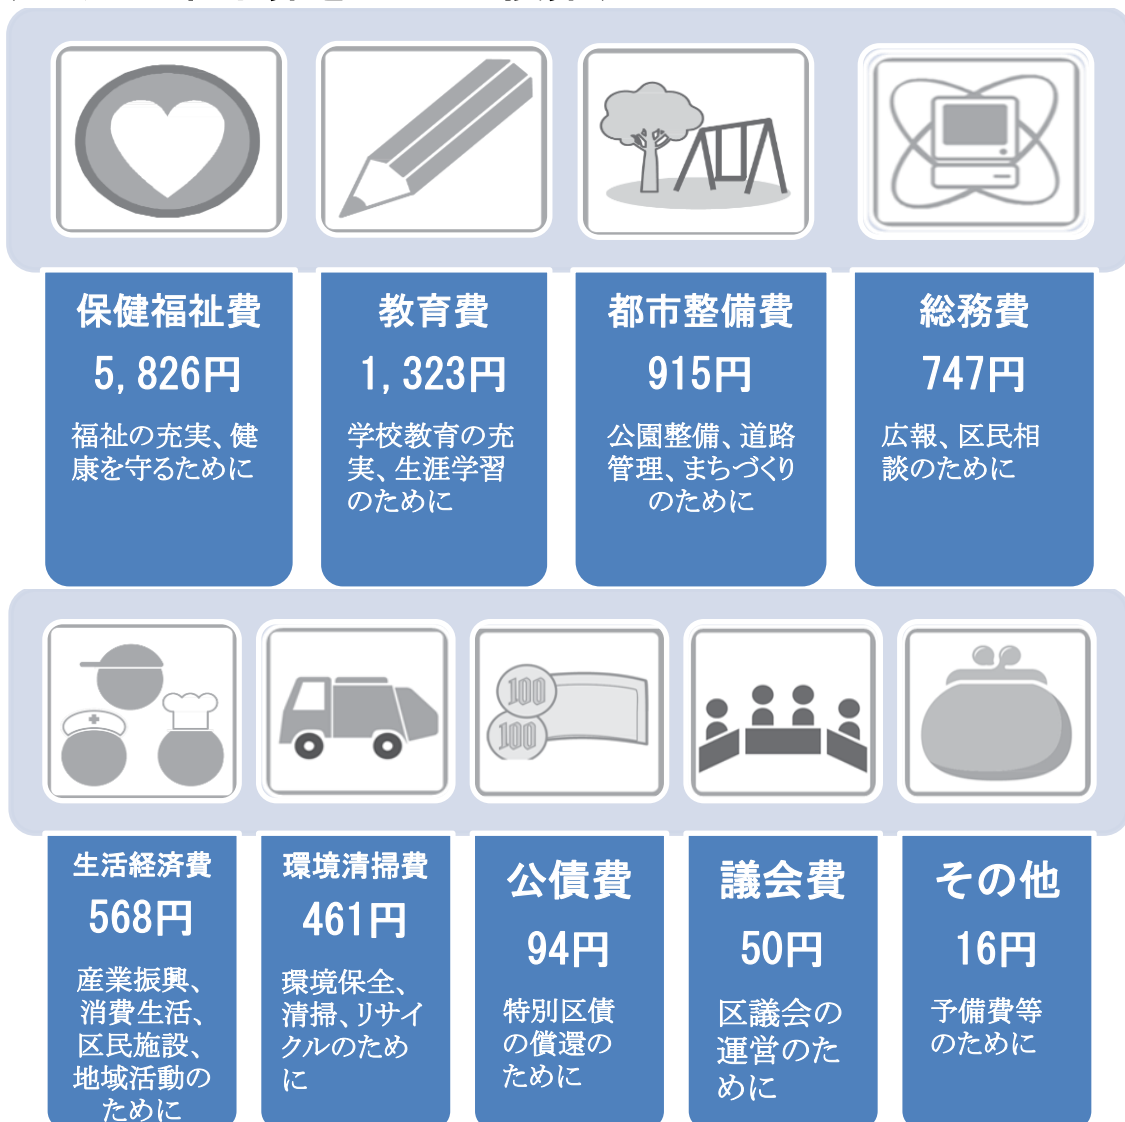 保健福祉費
5,826円
福祉の充実、健
康を守るために
教育費
1,323円
学校教育の充
実、生涯学習
のために
都市整備費
915円
公園整備、道路
管理、まちづくり
のために
総務費
747円
広報、区民相
談のために
100
100
生活経済費
568円
産業振興、
消費生活、
区民施設、
地域活動の
ために
環境清掃費
461円
環境保全、
清掃、リサイ
クルのため
に
公債費
94円
特別区債
の償還の
ために
議会費
50円
区議会の
運営のた
めに
その他
16円
予備費等
のために